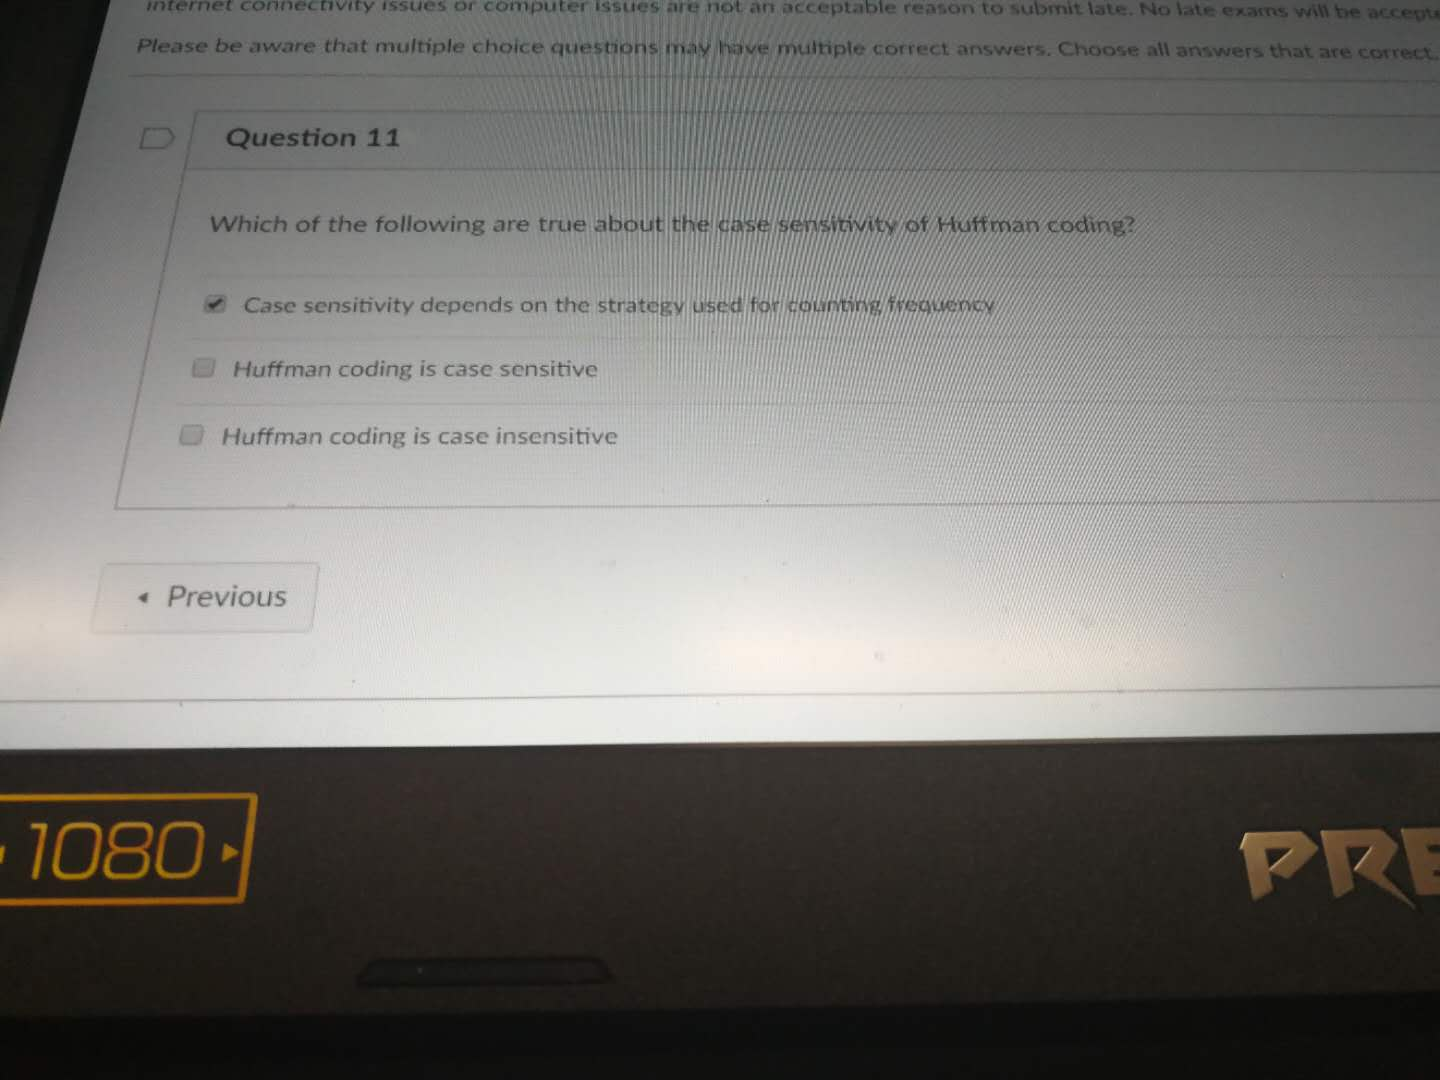 internet connectivity issues or computer issues are not an acceptable reason to submit late. No late exams will be
Please be aware that multiple choice questions may have multiple correct answers. Choose all answers that are correct.
Question 11
Which of the following are true about the case sensitivity of Huffman coding?
Case sensitivity depends on the strategy used for counting frequency
Huffman coding is case sensitive
Huffman coding is case insensitive
Previous
1080
PRE